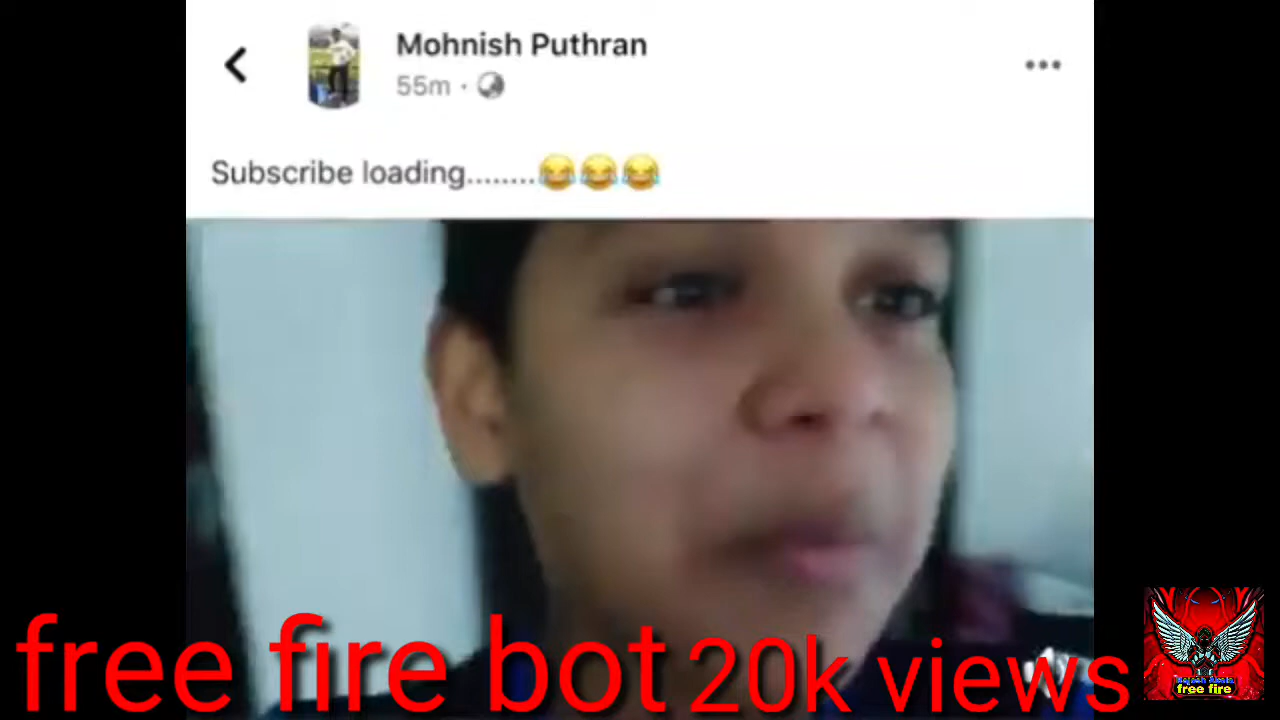 Mohnish Puthran
55m
Subscribe loading........😂😂😂
free fire bot 20k views
free fire